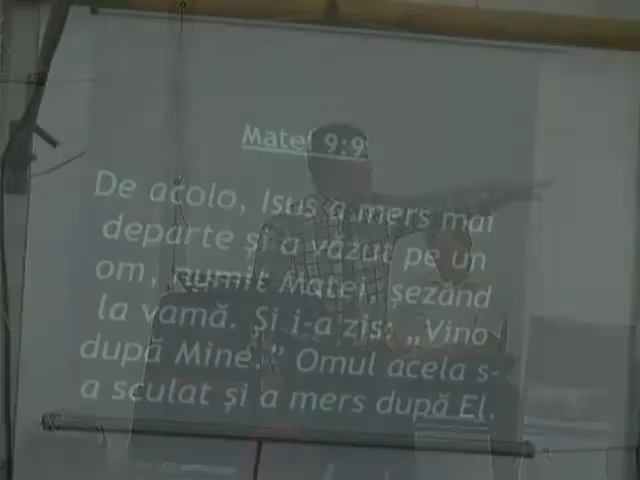 Matei 9:9
De acolo, Isus a mers mai
departe și a văzut pe un
om, numit Matei, șezând
la vamă. Și i-a zis: „Vino
după Mine.” Omul acela s-
a sculat și a mers după El.